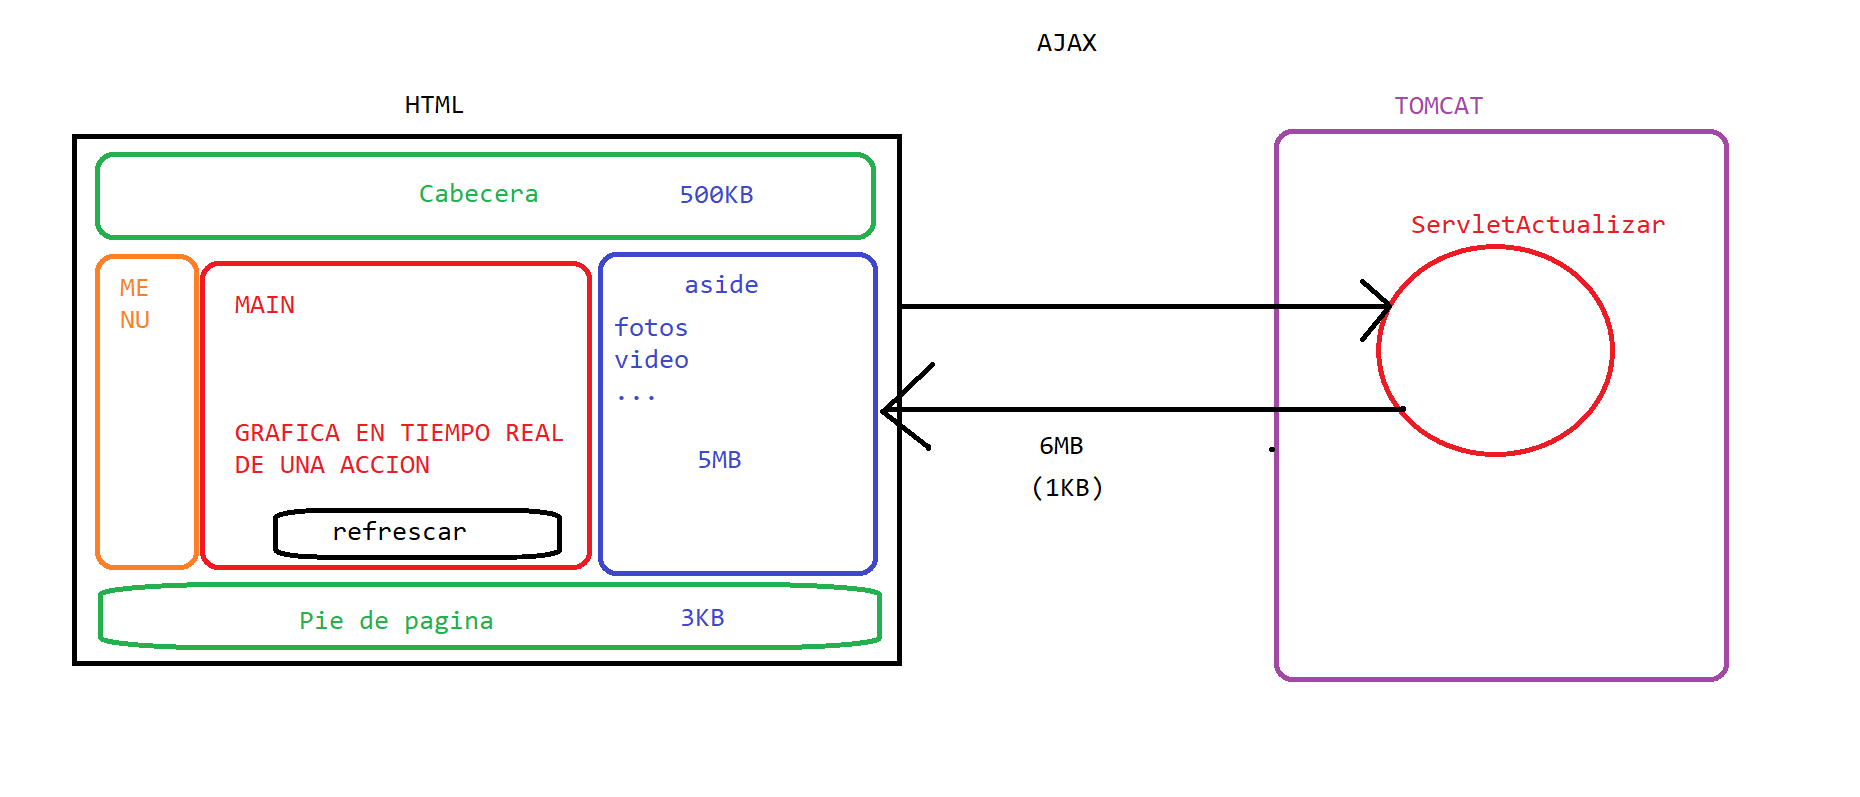 AJAX
HTML
TOMCAT
Cabecera
500KB
ServletActualizar
ME
NU
MAIN
aside
fotos
video
...
GRAFICA EN TIEMPO REAL
DE UNA ACCION
5MB
6MB
(1KB)
refrescar
Pie de pagina
3KB